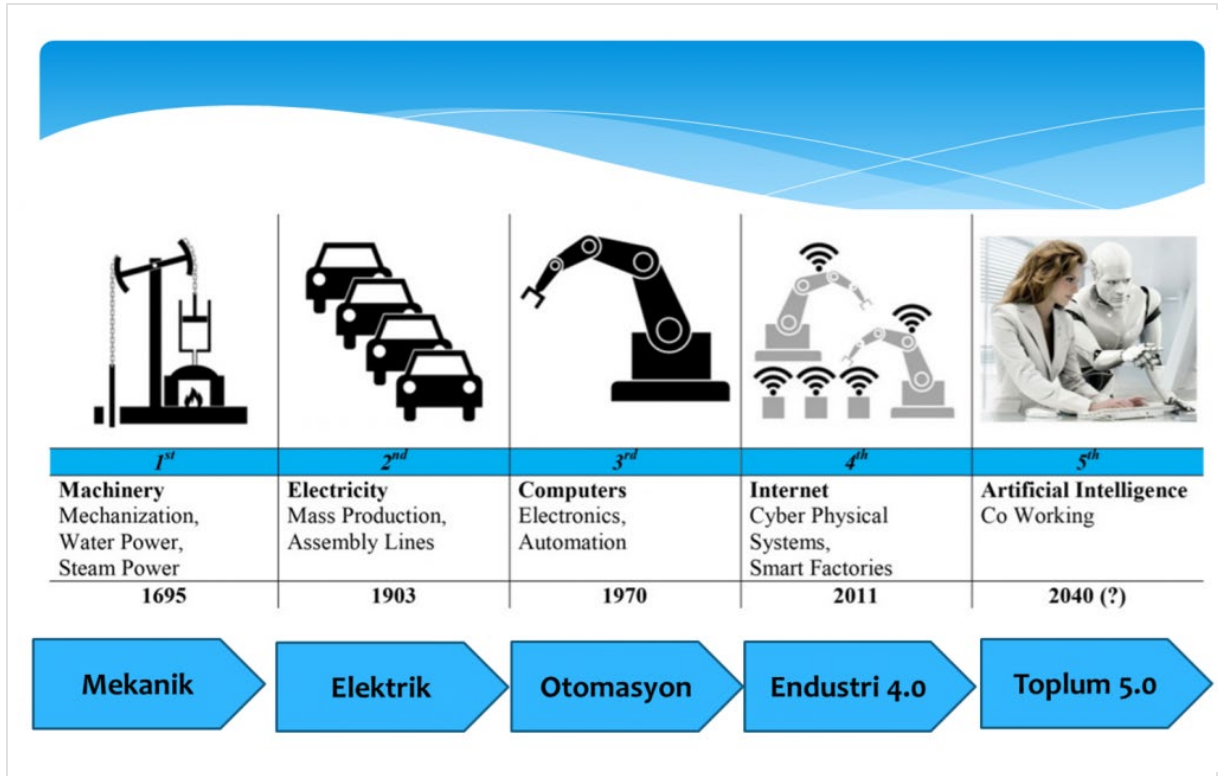 1st
2nd
3rd
4th
5th
Machinery
Mechanization,
Water Power,
Steam Power
Electricity
Mass Production,
Assembly Lines
Computers
Electronics,
Automation
Internet
Cyber Physical
Systems,
Smart Factories
Artificial Intelligence
Co Working
1695
1903
1970
2011
2040 (?)
Mekanik
Elektrik
Otomasyon
Endustri 4.0
Toplum 5.0